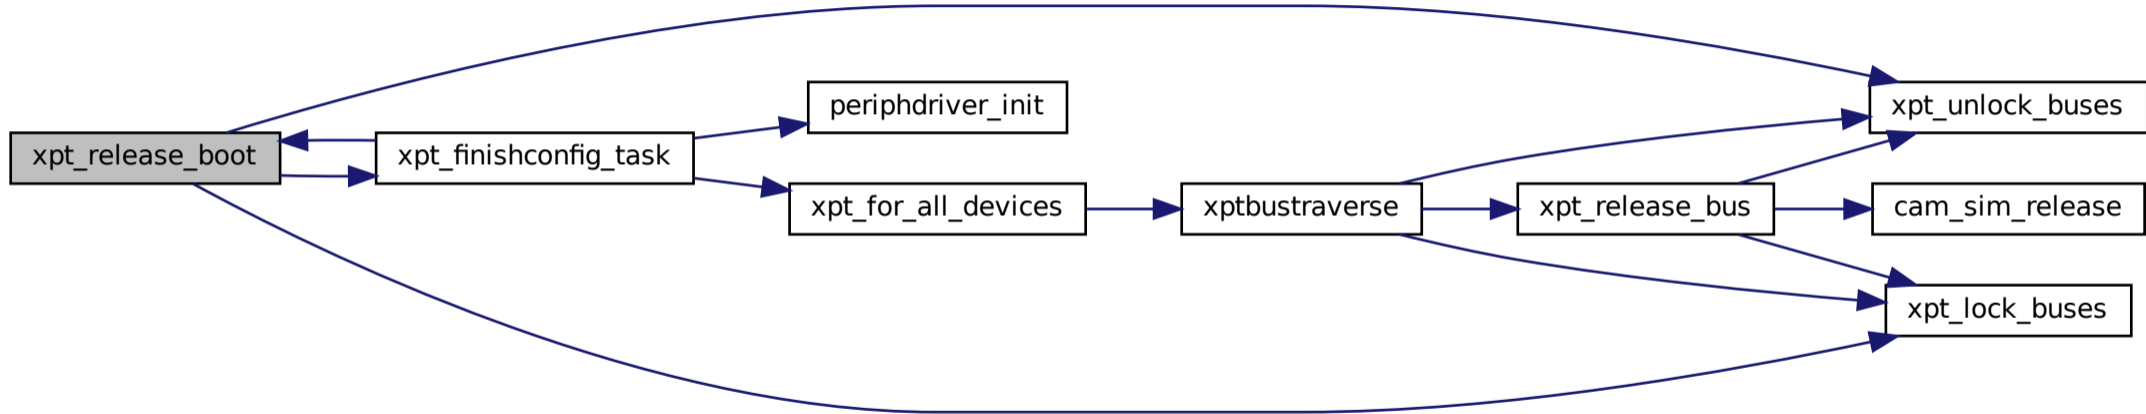 xpt_release_boot
xpt_finishconfig_task
periphdriver_init
xpt_for_all_devices
xptbustraverse
xpt_release_bus
xpt_unlock_buses
cam_sim_release
xpt_lock_buses